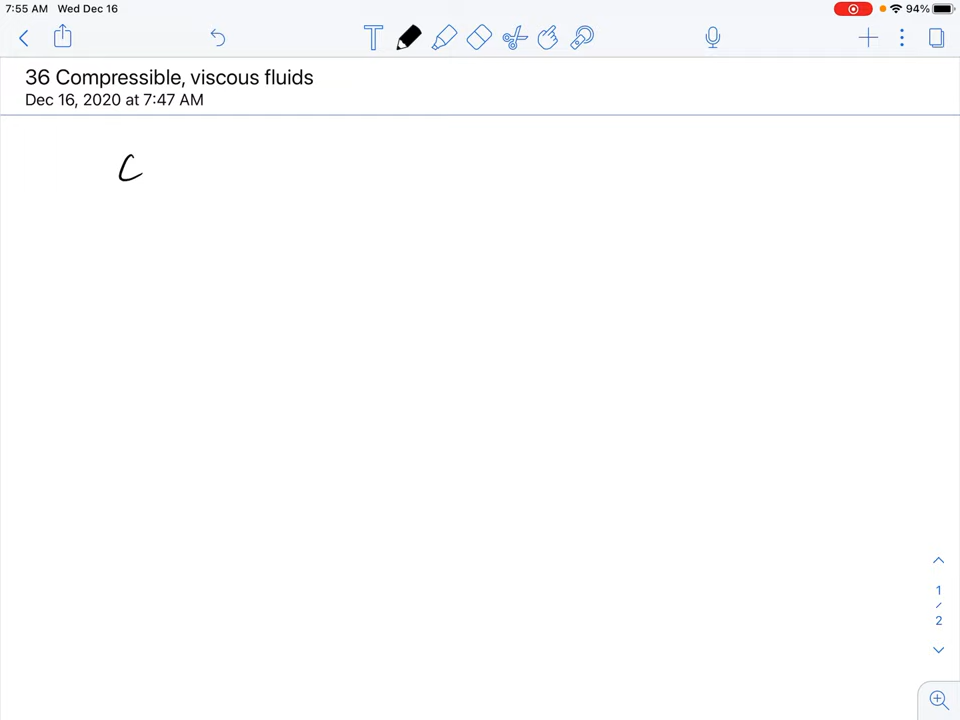 7:55 AM Wed Dec 16 94%
T
36 Compressible, viscous fluids
Dec 16, 2020 at 7:47 AM
C
1
/
2